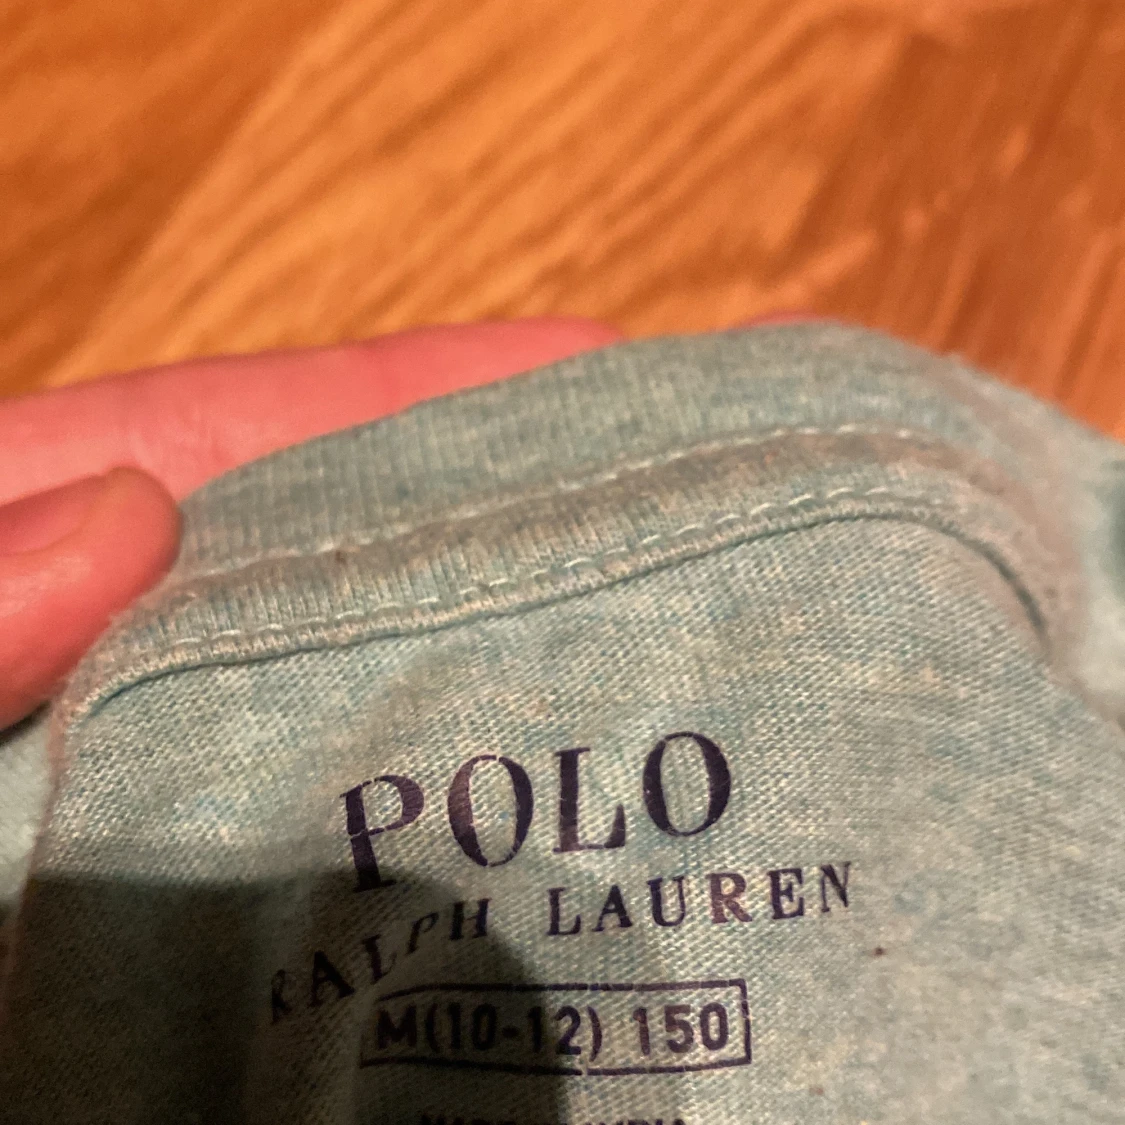 POLO
RALPH LAUREN
M(10-12) 150